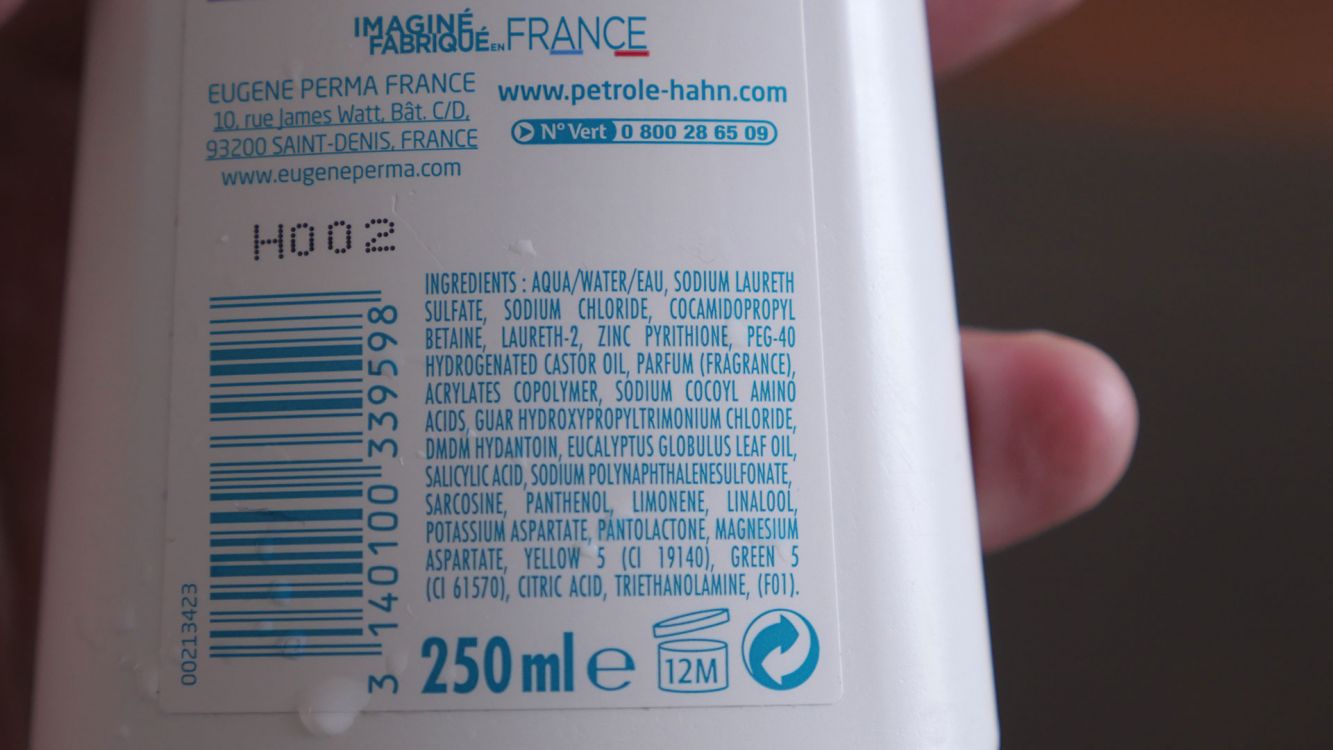 IMAGINÉ
FABRIQUÉ EN FRANCE
EUGENE PERMA FRANCE
10, rue James Watt, Bât. C/D,
93200 SAINT-DENIS, FRANCE
www.eugeneperma.com
www.petrole-hahn.com
N° Vert 0 800 28 65 09
H002
INGREDIENTS : AQUA/WATER/EAU, SODIUM LAURETH
SULFATE, SODIUM CHLORIDE, COCAMIDOPROPYL
BETAINE, LAURETH-2, ZINC PYRITHIONE, PEG-40
HYDROGENATED CASTOR OIL, PARFUM (FRAGRANCE),
ACRYLATES COPOLYMER, SODIUM COCOYL AMINO
ACIDS, GUAR HYDROXYPROPYLTRIMONIUM CHLORIDE,
DMDM HYDANTOIN, EUCALYPTUS GLOBULUS LEAF OIL,
SALICYLIC ACID, SODIUM POLYNAPHTHALENESULFONATE,
SARCOSINE, PANTHENOL, LIMONENE, LINALOOL,
POTASSIUM ASPARTATE, PANTOLACTONE, MAGNESIUM
ASPARTATE, YELLOW 5 (CI 19140), GREEN 5
(CI 61570), CITRIC ACID, TRIETHANOLAMINE, (F01).
3 140100 339598
00213423
250 ml e
12M